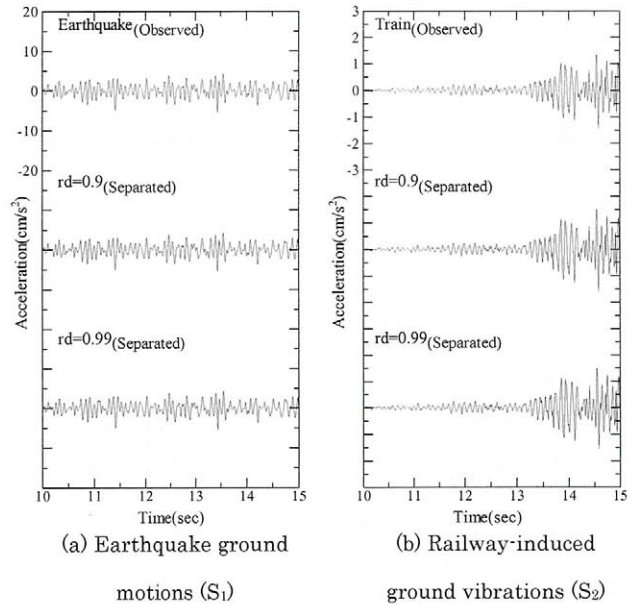 20
Earthquake(Observed)
10
0
-10
-20
rd=0.9(Separated)
rd=0.99(Separated)
Acceleration(cm/s²)
10 11 12 13 14 15
Time(sec)
(a) Earthquake ground
motions (S₁)
3
Train(Observed)
2
1
0
-1
-2
-3
rd=0.9(Separated)
rd=0.99(Separated)
Acceleration(cm/s²)
10 11 12 13 14 15
Time(sec)
(b) Railway-induced
ground vibrations (S₂)